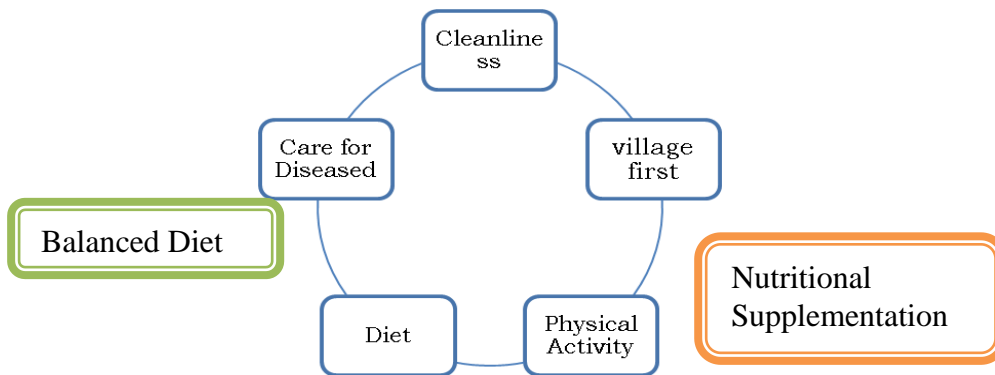 Cleanline
ss
Care for
Diseased
village
first
Balanced Diet
Nutritional
Supplementation
Diet
Physical
Activity